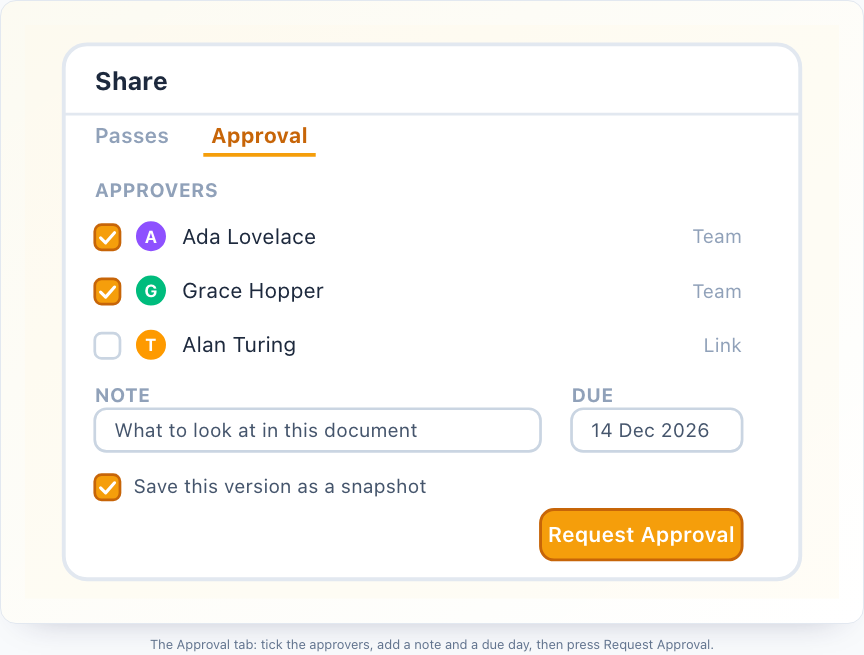 Share
Passes Approval
APPROVERS
A Ada Lovelace Team
G Grace Hopper Team
T Alan Turing Link
NOTE DUE
What to look at in this document 14 Dec 2026
Save this version as a snapshot
Request Approval
The Approval tab: tick the approvers, add a note and a due day, then press Request Approval.